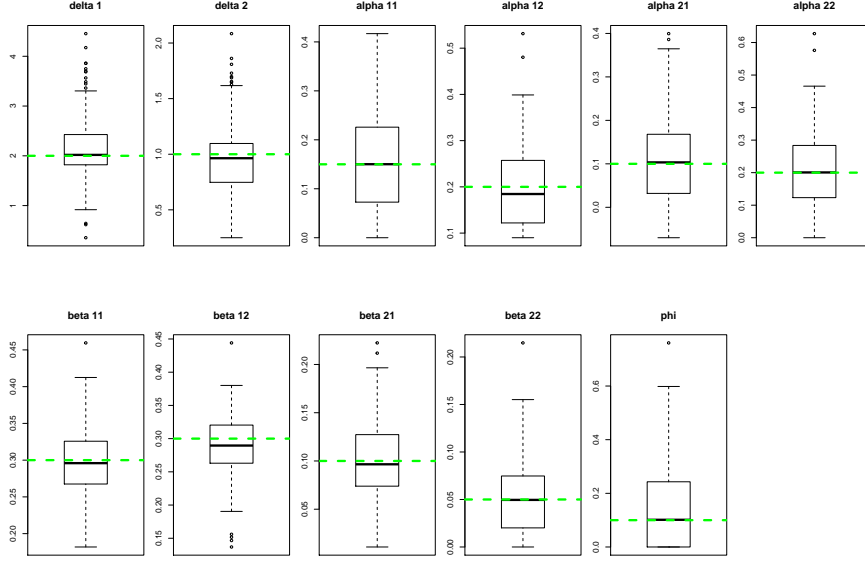 delta 1
delta 2
alpha 11
alpha 12
alpha 21
alpha 22
1 2 3 4
0.5 1.0 1.5 2.0
0.0 0.1 0.2 0.3 0.4
0.1 0.2 0.3 0.4 0.5
0.0 0.1 0.2 0.3 0.4
0.0 0.1 0.2 0.3 0.4 0.5 0.6
beta 11
beta 12
beta 21
beta 22
phi
0.20 0.25 0.30 0.35 0.40 0.45
0.15 0.20 0.25 0.30 0.35 0.40 0.45
0.05 0.10 0.15 0.20
0.00 0.05 0.10 0.15 0.20
0.0 0.2 0.4 0.6